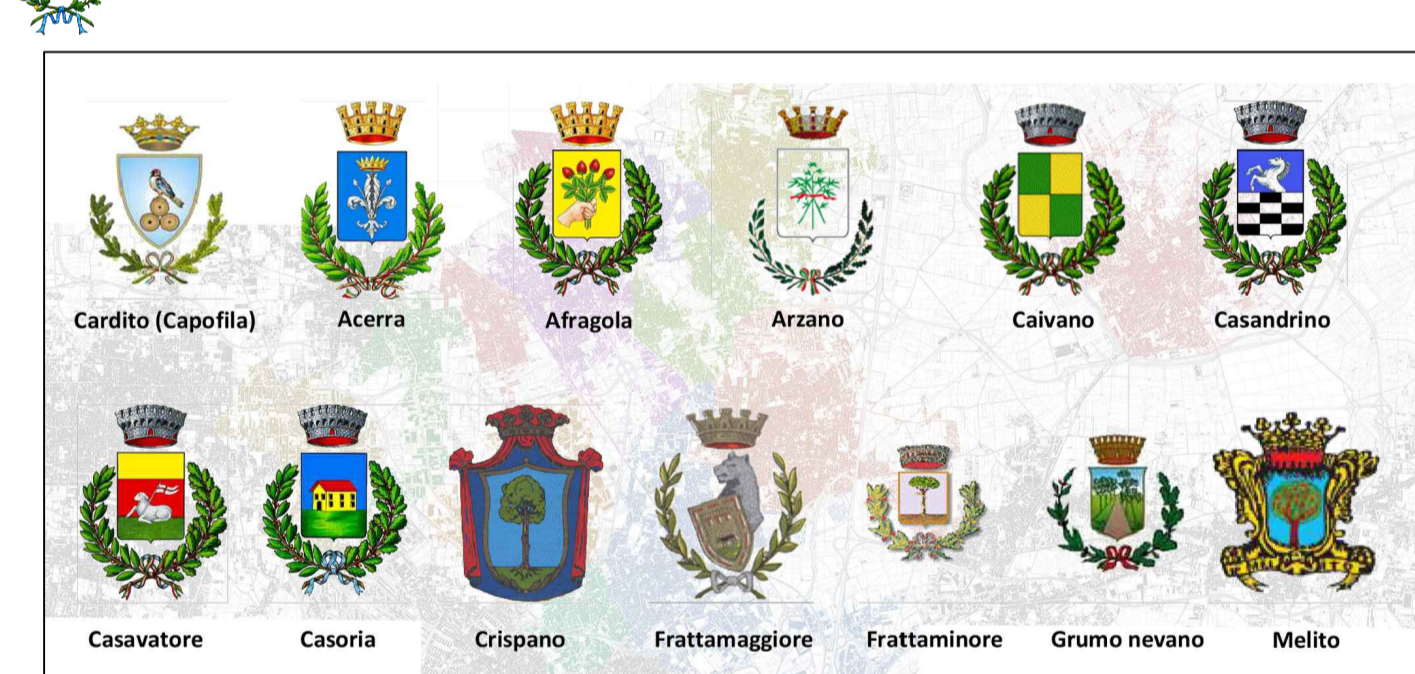 Cardito (Capofila) Acerra Afragola Arzano Caivano Casandrino
Casavatore Casoria Crispano Frattamaggiore Frattaminore Grumo nevano Melito